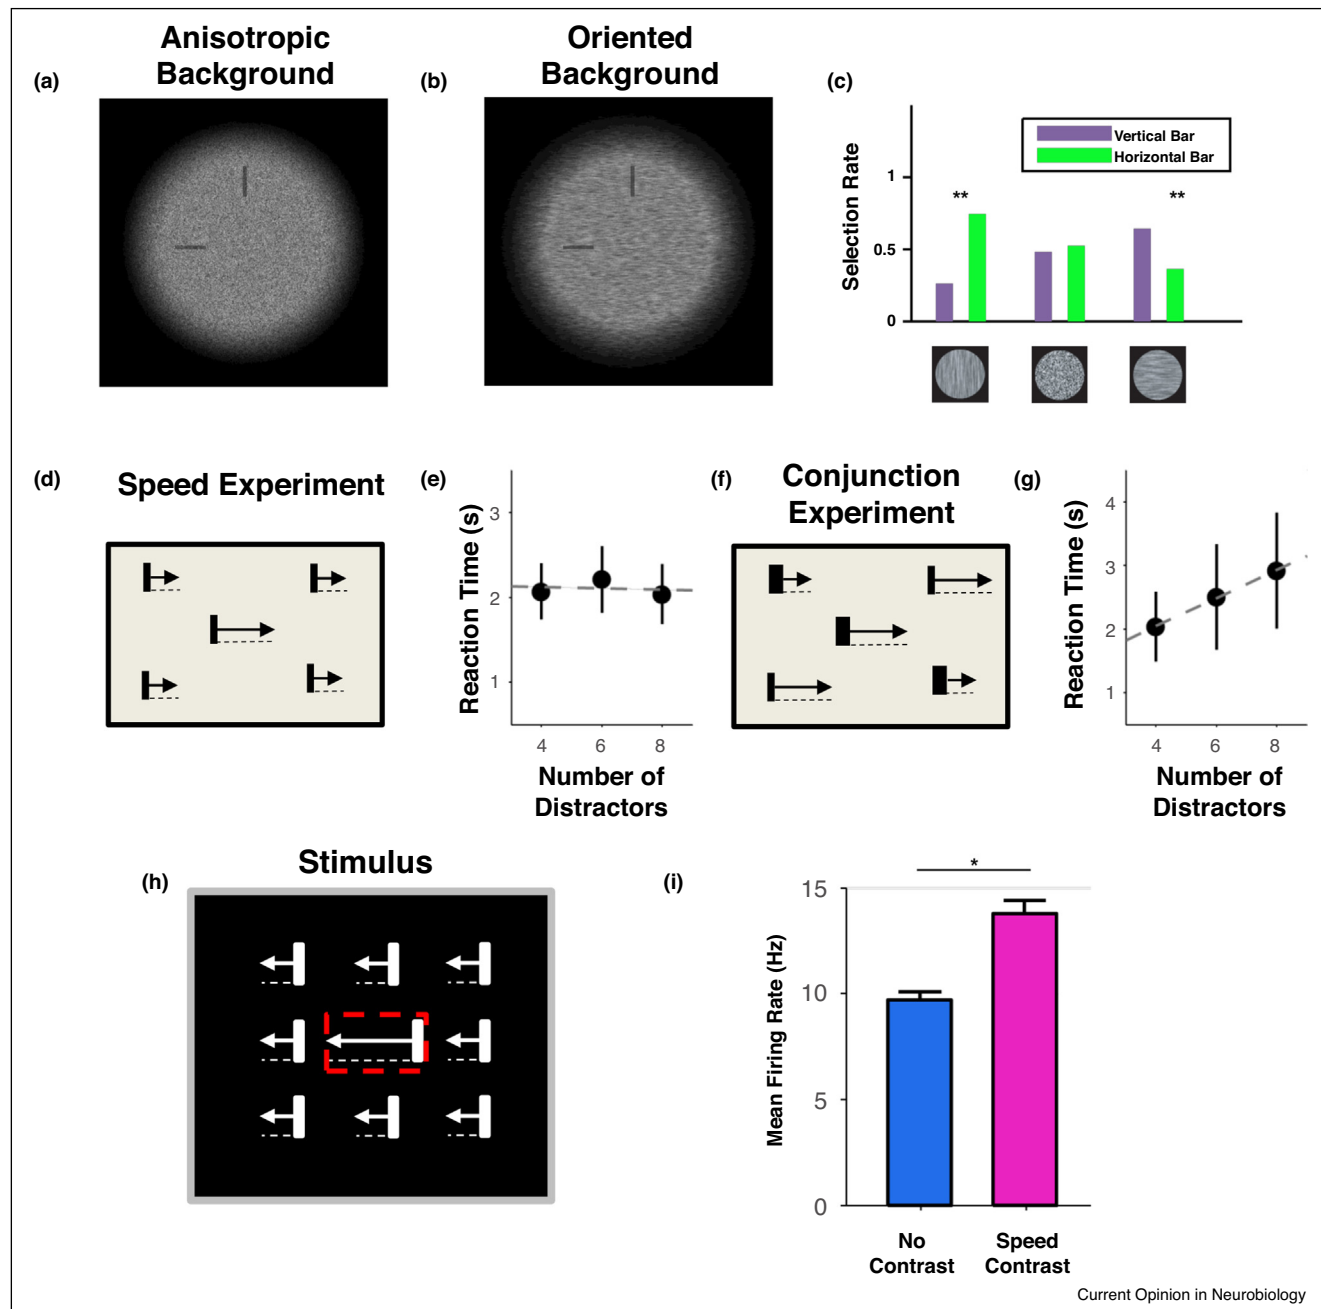 Anisotropic
Background
(a)
Oriented
Background
(b)
(c)
Selection Rate
1
0.5
0
Vertical Bar
Horizontal Bar
**
**
(d)
Speed Experiment
(e)
Reaction Time (s)
3
2
1
4
6
8
Number of
Distractors
(f)
Conjunction
Experiment
(g)
Reaction Time (s)
4
3
2
1
4
6
8
Number of
Distractors
(h)
Stimulus
(i)
Mean Firing Rate (Hz)
15
10
5
0
*
No
Contrast
Speed
Contrast
Current Opinion in Neurobiology